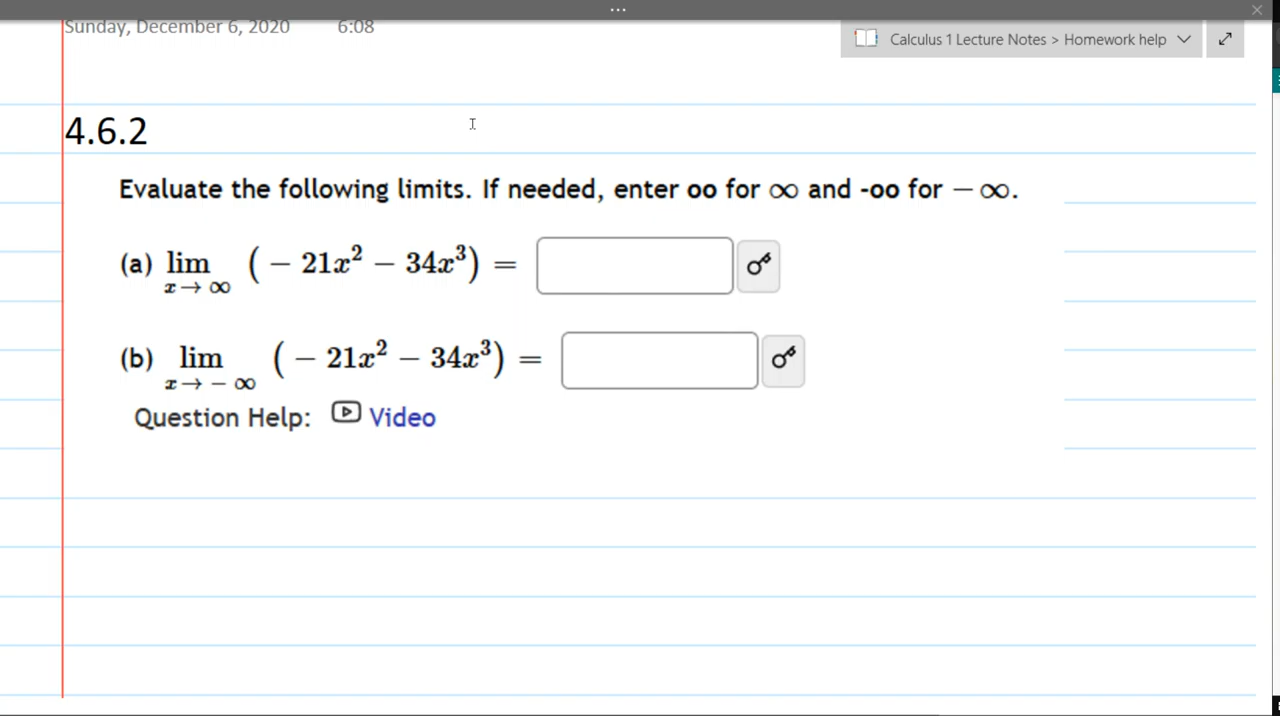 Sunday, December 6, 2020 6:08
Calculus 1 Lecture Notes > Homework help
4.6.2
Evaluate the following limits. If needed, enter oo for ∞ and -oo for − ∞.
(a) lim x→∞ ( − 21x² − 34x³) =
(b) lim x→ − ∞ ( − 21x² − 34x³) =
Question Help: Video